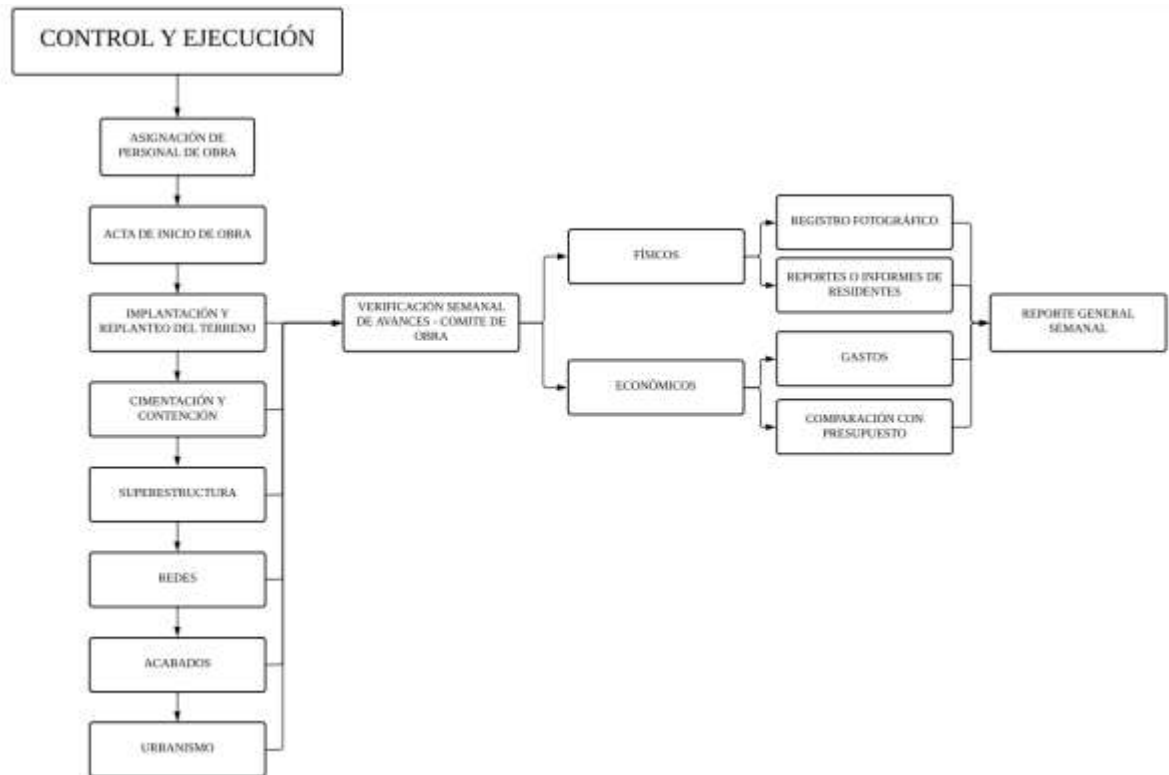 CONTROL Y EJECUCIÓN
ASIGNACIÓN DE
PERSONAL DE OBRA
ACTA DE INICIO DE OBRA
IMPLANTACIÓN Y
REPLANTEO DEL TERRENO
CIMENTACIÓN Y
CONTENCIÓN
SUPERESTRUCTURA
REDES
ACABADOS
URBANISMO
VERIFICACIÓN SEMANAL
DE AVANCES - COMITE DE
OBRA
FÍSICOS
ECONÓMICOS
REGISTRO FOTOGRÁFICO
REPORTES O INFORMES DE
RESIDENTES
GASTOS
COMPARACIÓN CON
PRESUPUESTO
REPORTE GENERAL
SEMANAL